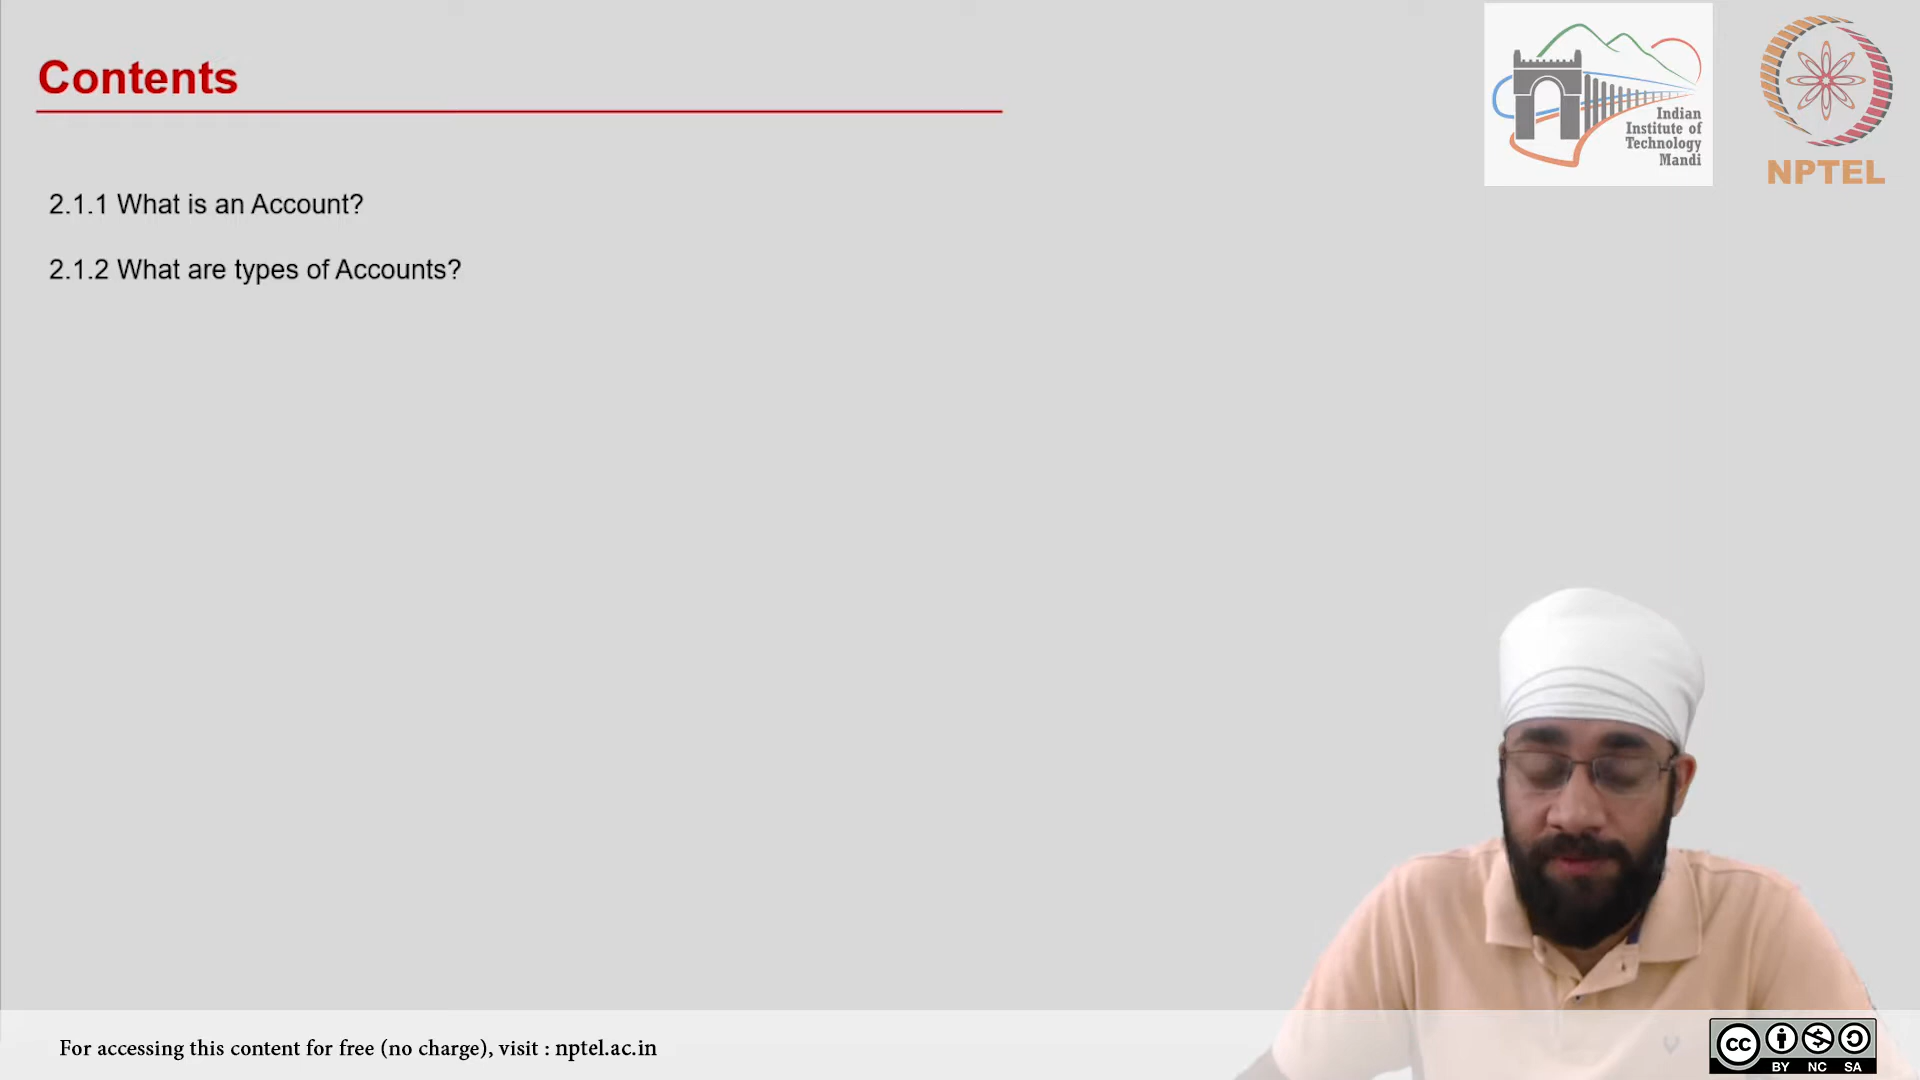 Contents
Indian
Institute of
Technology
Mandi
NPTEL
2.1.1 What is an Account?
2.1.2 What are types of Accounts?
For accessing this content for free (no charge), visit : nptel.ac.in
cc
BY NC SA